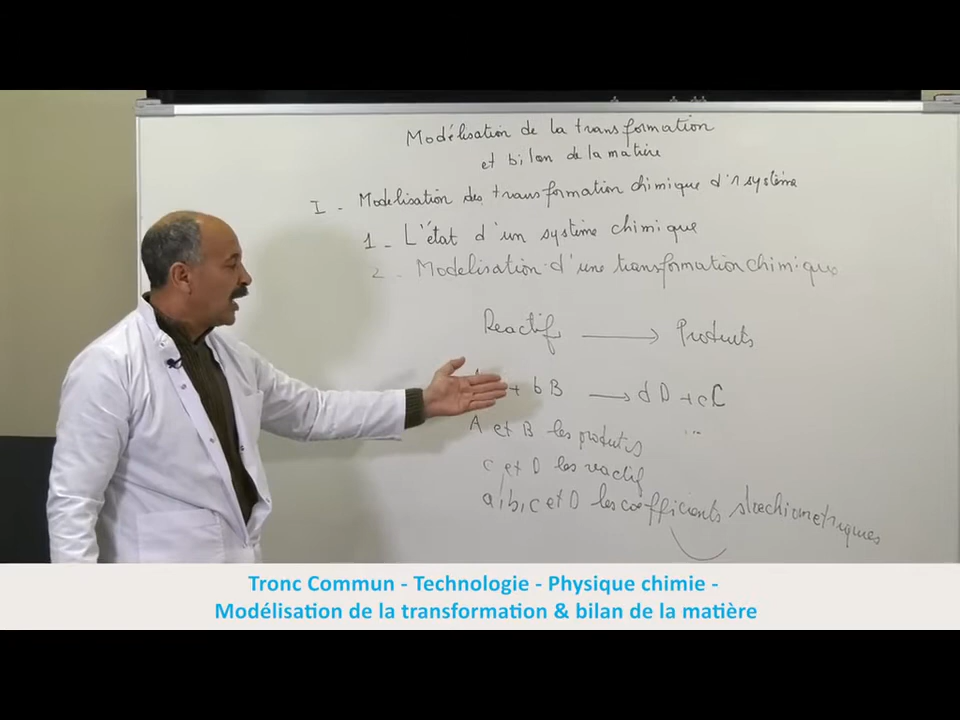 Modélisation de la transformation
et bilan de la matière
I - Modelisation des transformation chimique d'1 système
1 - L'état d'un système chimique
2 - Modelisation d'une transformation chimique
Reactifs ⟶ Produits
+ bB ⟶ dD + cC
A et B les produits
C et D les reactif
a, b, c et D les coefficients stœchiometriques
Tronc Commun - Technologie - Physique chimie -
Modélisation de la transformation & bilan de la matière